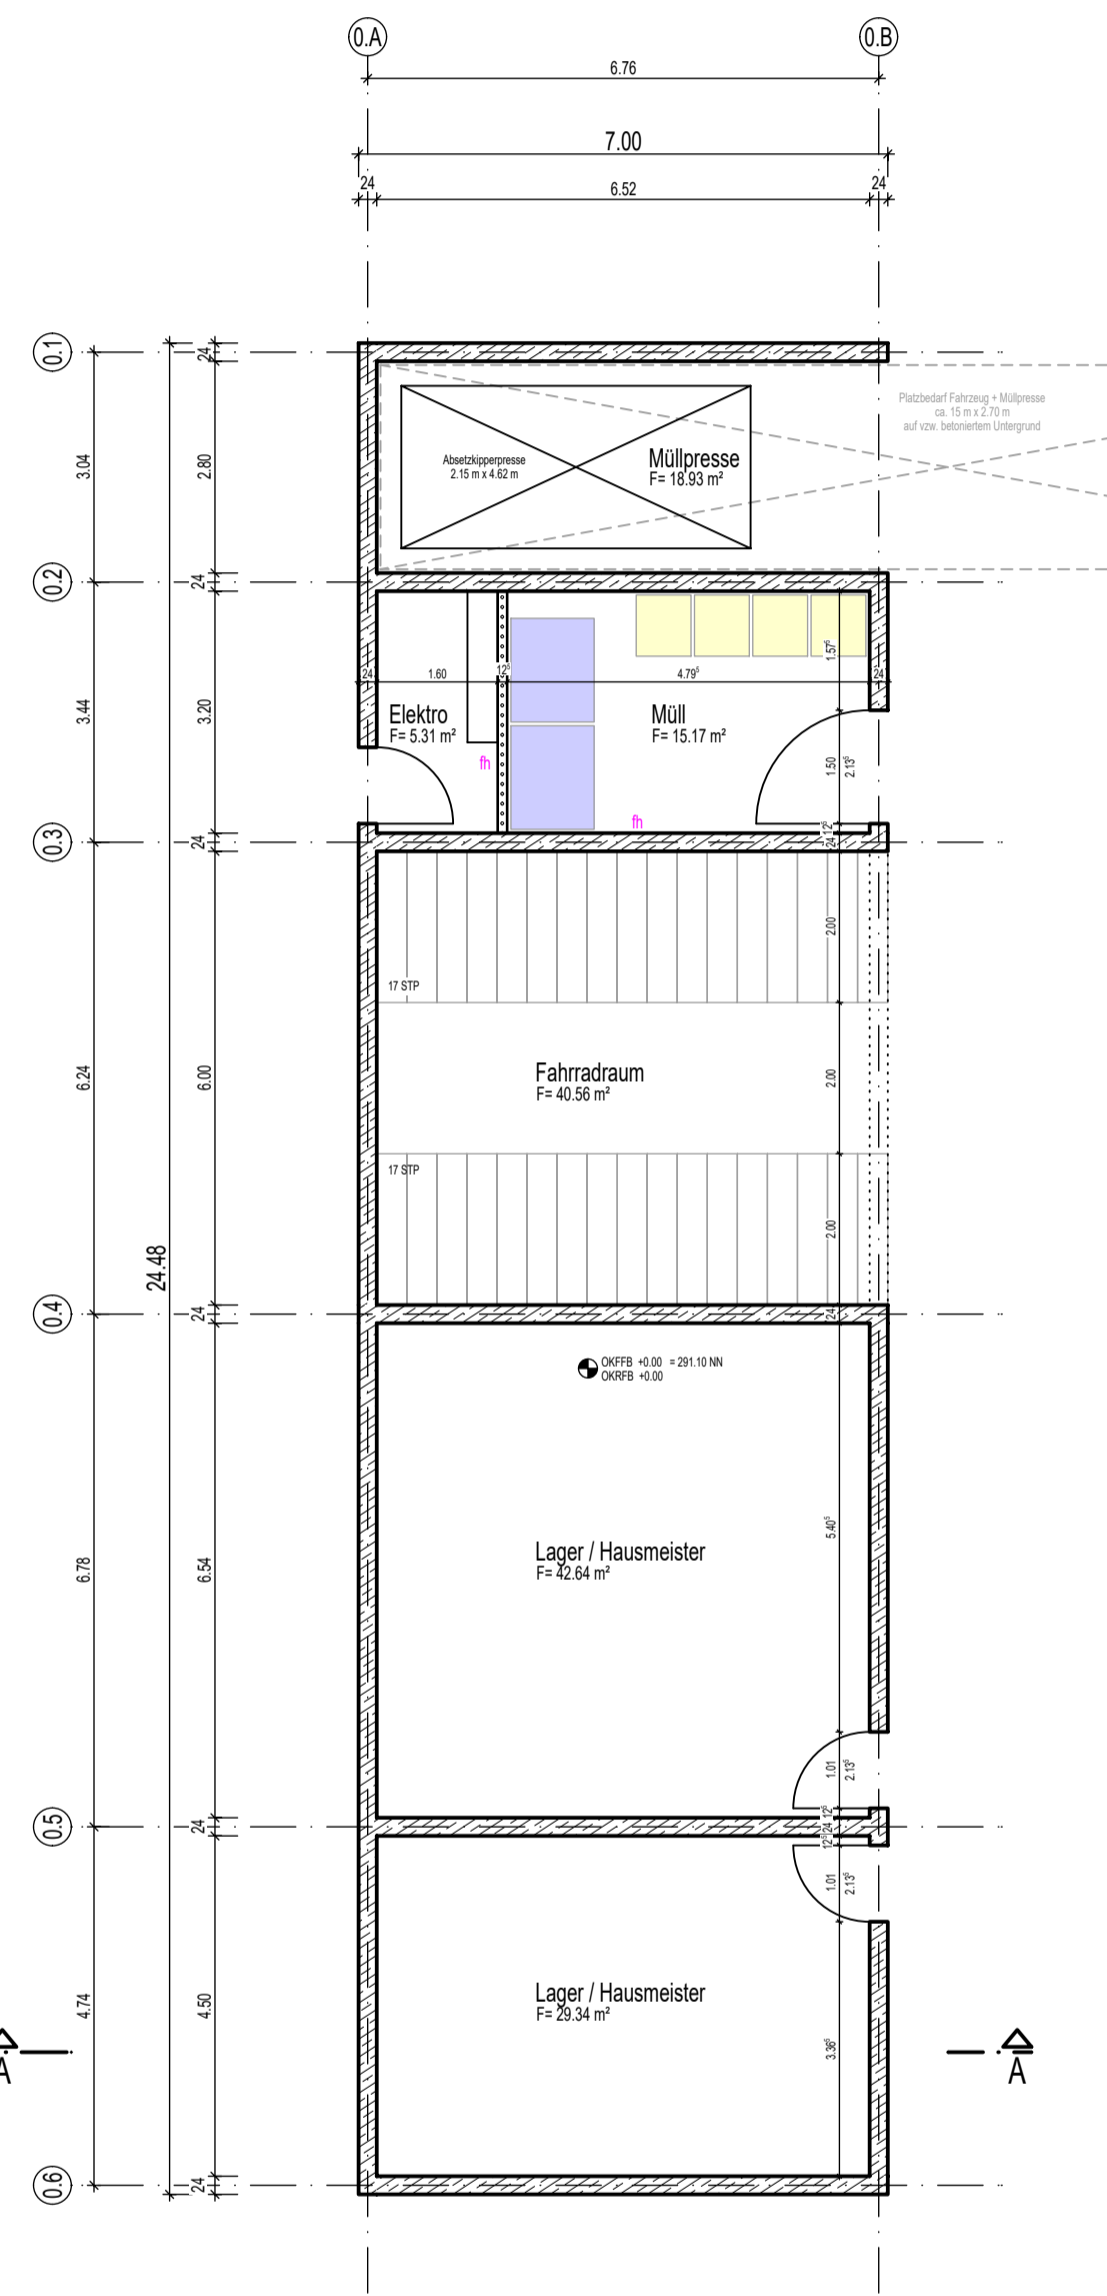 0.A
0.B
6.76
7.00
24
6.52
24
0.1
24
3.04
2.80
Platzbedarf Fahrzeug + Müllpresse
ca. 15 m x 2.70 m
auf vzw. betoniertem Untergrund
Absetzkipperpresse
2.15 m x 4.62 m
Müllpresse
F= 18.93 m²
0.2
24
3.44
3.20
24
1.60
12⁵
4.79⁵
24
1.57⁵
Elektro
F= 5.31 m²
Müll
F= 15.17 m²
fh
fh
1.50
2.13⁵
12⁵
24
0.3
24
2.00
17 STP
6.24
6.00
Fahrradraum
F= 40.56 m²
2.00
17 STP
2.00
24.48
0.4
24
24
OKFFB +0.00 = 291.10 NN
OKRFB +0.00
6.78
6.54
5.40⁵
Lager / Hausmeister
F= 42.64 m²
1.01
2.13⁵
12⁵
0.5
24
24
12⁵
1.01
2.13⁵
4.74
4.50
Lager / Hausmeister
F= 29.34 m²
3.36⁵
A
A
0.6
24